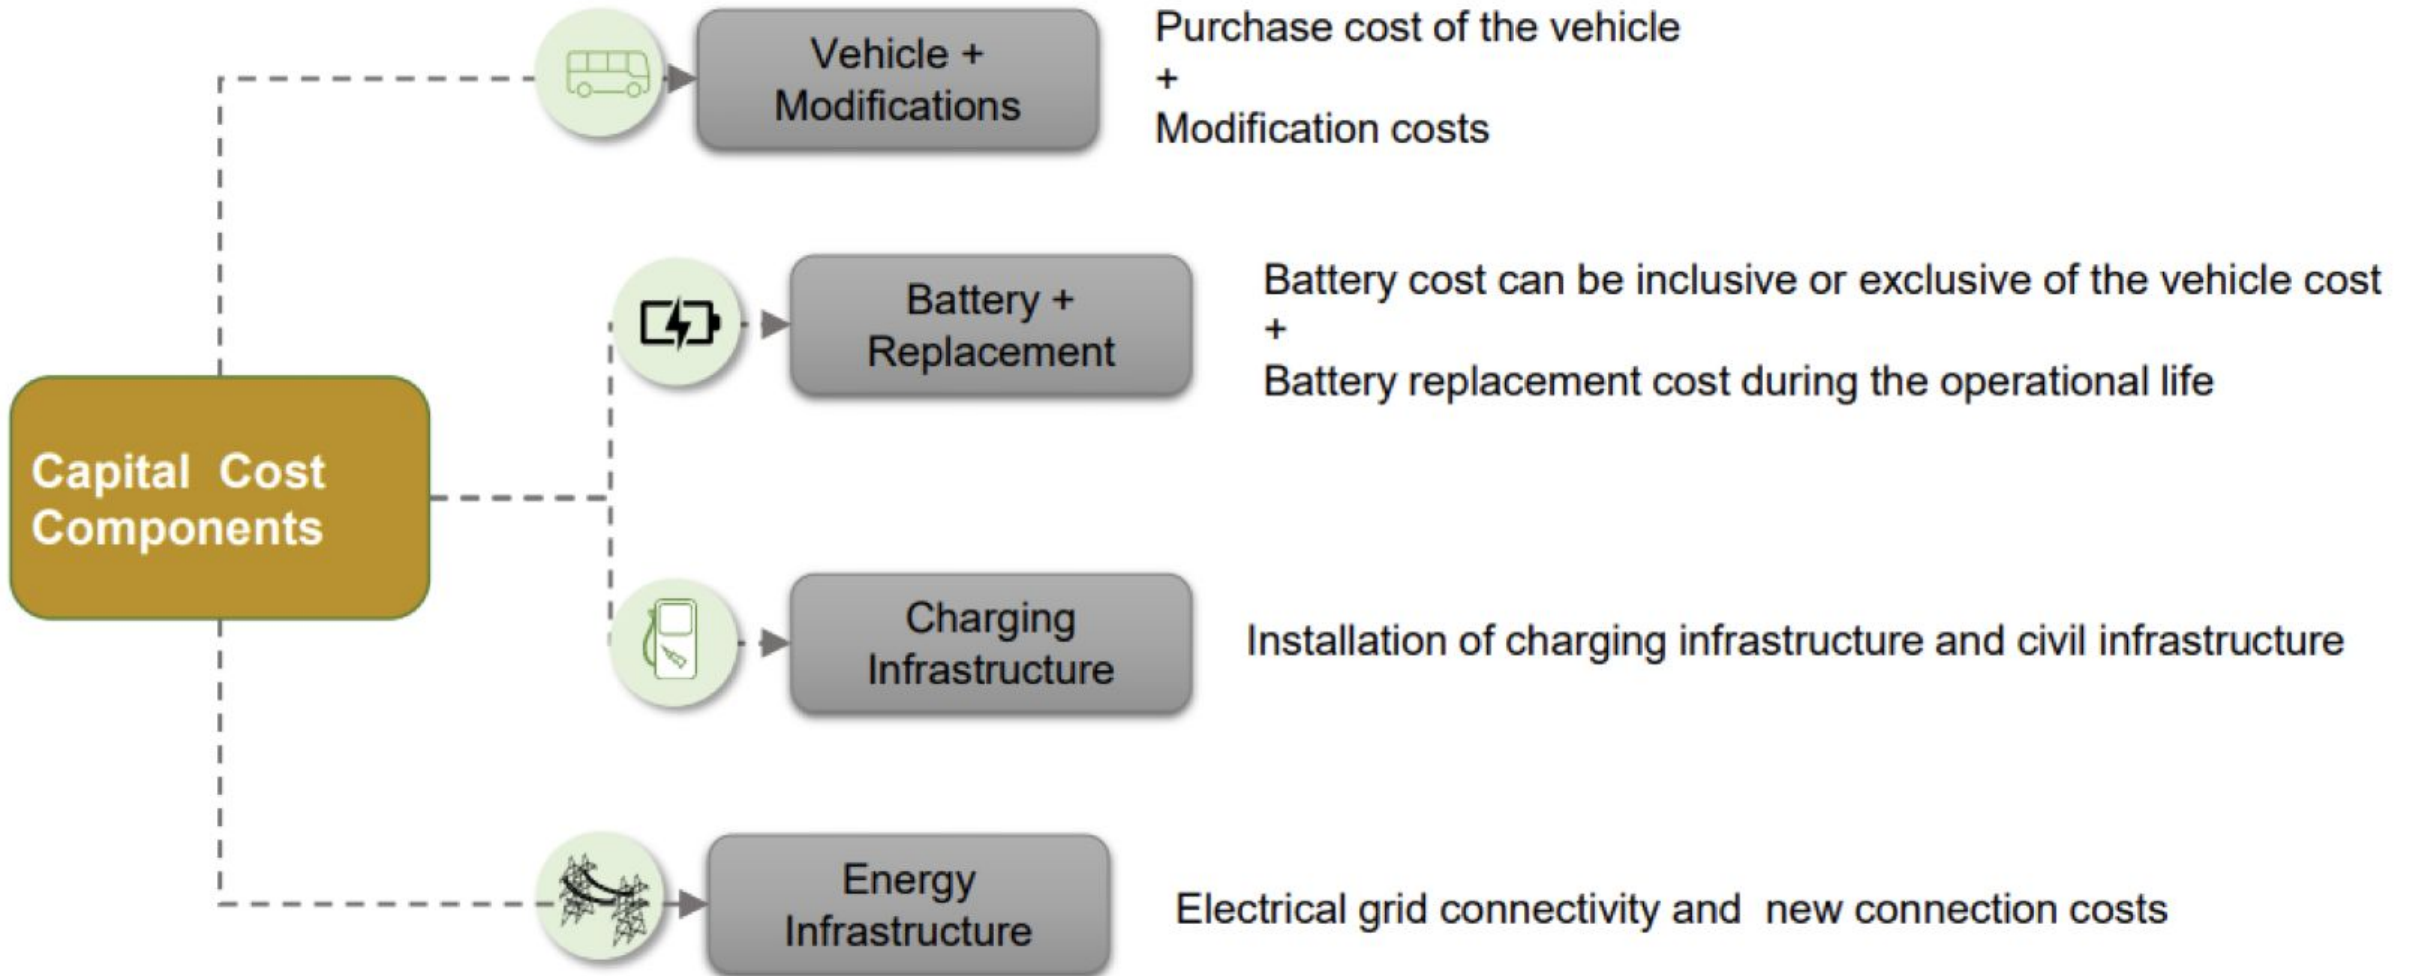 Vehicle +
Modifications
Purchase cost of the vehicle
+
Modification costs
Battery +
Replacement
Battery cost can be inclusive or exclusive of the vehicle cost
+
Battery replacement cost during the operational life
Capital  Cost
Components
Charging
Infrastructure
Installation of charging infrastructure and civil infrastructure
Energy
Infrastructure
Electrical grid connectivity and  new connection costs